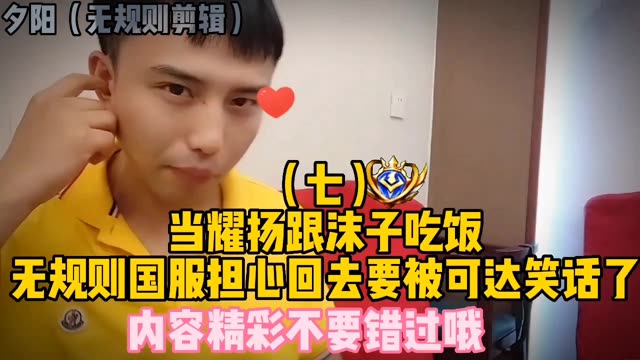 夕阳（无规则剪辑）
（七）
当耀扬跟沫子吃饭
无规则国服担心回去要被可达笑话了
内容精彩不要错过哦